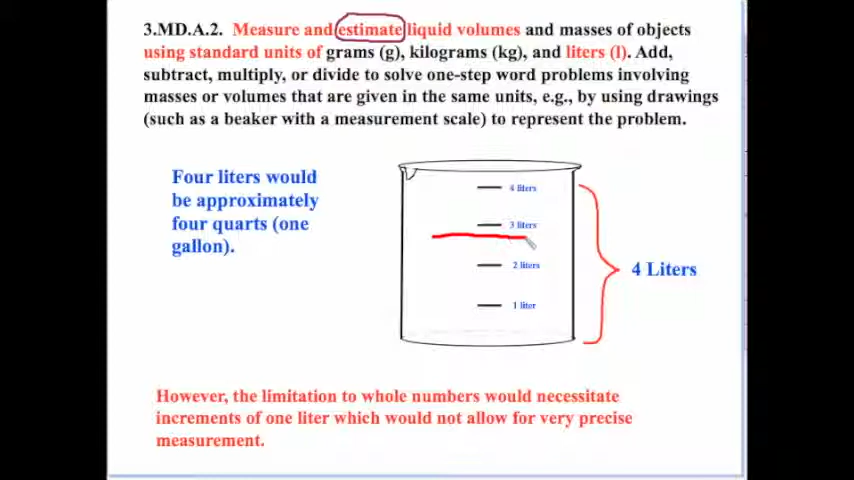 3.MD.A.2. Measure and estimate liquid volumes and masses of objects
using standard units of grams (g), kilograms (kg), and liters (l). Add,
subtract, multiply, or divide to solve one-step word problems involving
masses or volumes that are given in the same units, e.g., by using drawings
(such as a beaker with a measurement scale) to represent the problem.
Four liters would
be approximately
four quarts (one
gallon).
4 liters
3 liters
2 liters
1 liter
4 Liters
However, the limitation to whole numbers would necessitate
increments of one liter which would not allow for very precise
measurement.